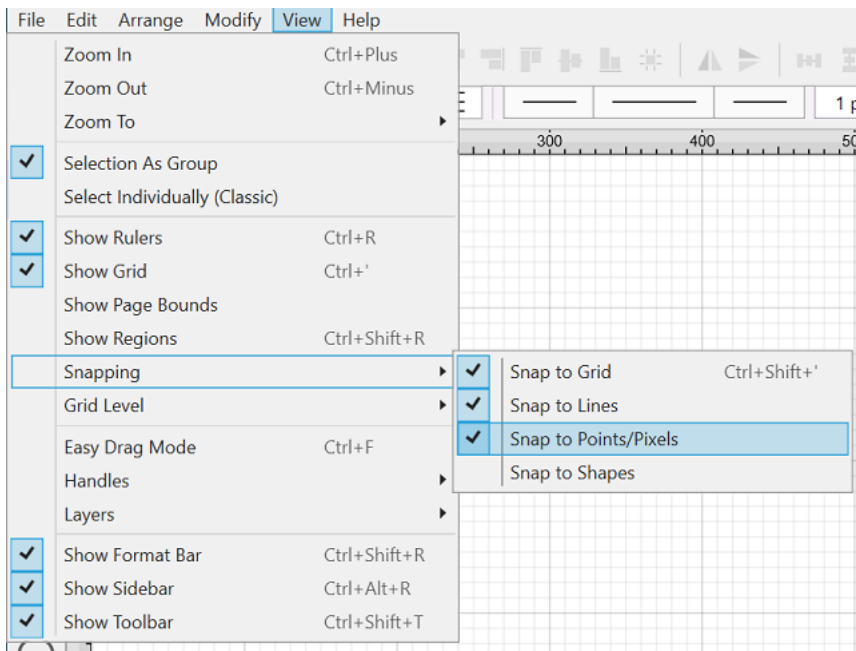 File Edit Arrange Modify View Help
Zoom In Ctrl+Plus
Zoom Out Ctrl+Minus
Zoom To
1
300 400
Selection As Group
Select Individually (Classic)
Show Rulers Ctrl+R
Show Grid Ctrl+'
Show Page Bounds
Show Regions Ctrl+Shift+R
Snapping
Snap to Grid Ctrl+Shift+'
Grid Level
Snap to Lines
Easy Drag Mode Ctrl+F
Snap to Points/Pixels
Handles
Snap to Shapes
Layers
Show Format Bar Ctrl+Shift+R
Show Sidebar Ctrl+Alt+R
Show Toolbar Ctrl+Shift+T